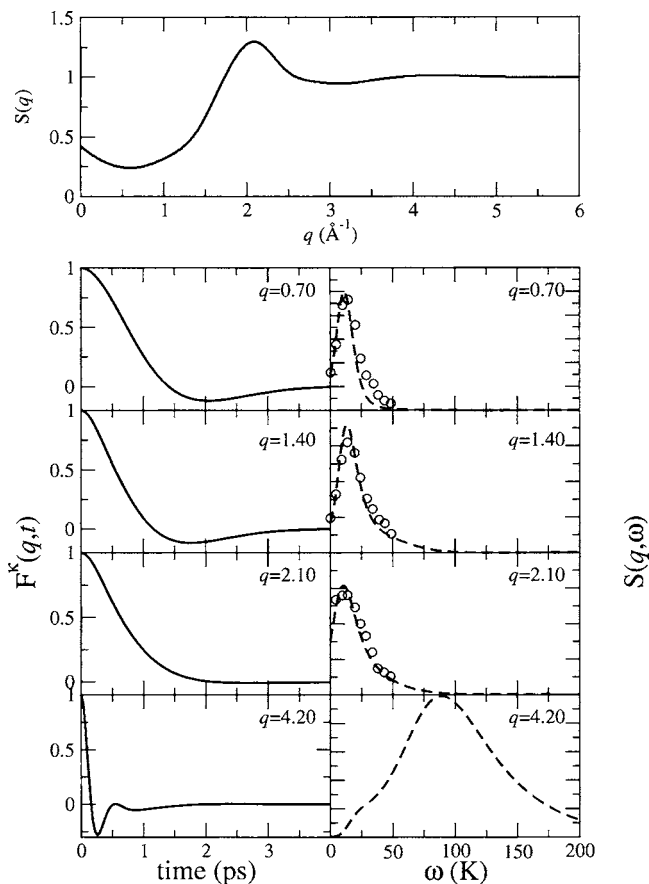 1.5
1
0.5
0
S(q)
0 1 2 3 4 5 6
q (Å⁻¹)
1 q=0.70 q=0.70
0.5
0
1 q=1.40 q=1.40
0.5
0
1 q=2.10 q=2.10
0.5
0
1 q=4.20 q=4.20
0.5
0
Fᴷ(q,t)
S(q,ω)
0 1 2 3 0 50 100 150 200
time (ps) ω (K)